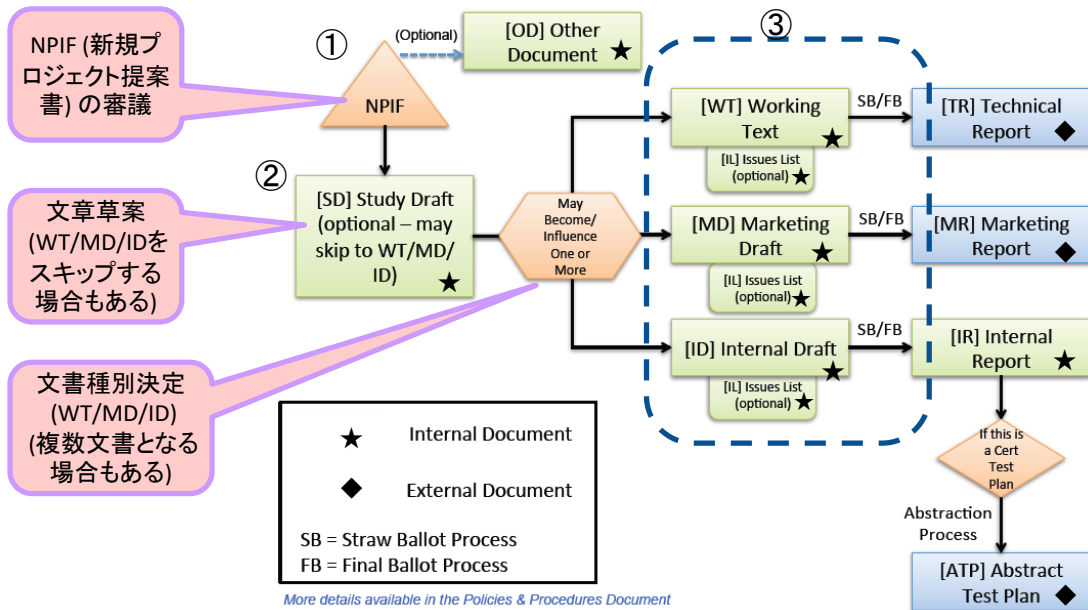 NPIF (新規プ
ロジェクト提案
書) の審議
①
(Optional)
[OD] Other
Document
NPIF
③
[WT] Working
Text
[IL] Issues List
(optional)
SB/FB
[TR] Technical
Report
文章草案
(WT/MD/IDを
スキップする
場合もある)
②
[SD] Study Draft
(optional – may
skip to WT/MD/
ID)
May
Become/
Influence
One or
More
[MD] Marketing
Draft
[IL] Issues List
(optional)
SB/FB
[MR] Marketing
Report
[ID] Internal Draft
[IL] Issues List
(optional)
SB/FB
[IR] Internal
Report
文書種別決定
(WT/MD/ID)
(複数文書となる
場合もある)
Internal Document
External Document
SB = Straw Ballot Process
FB = Final Ballot Process
If this is
a Cert
Test
Plan
Abstraction
Process
[ATP] Abstract
Test Plan
More details available in the Policies & Procedures Document